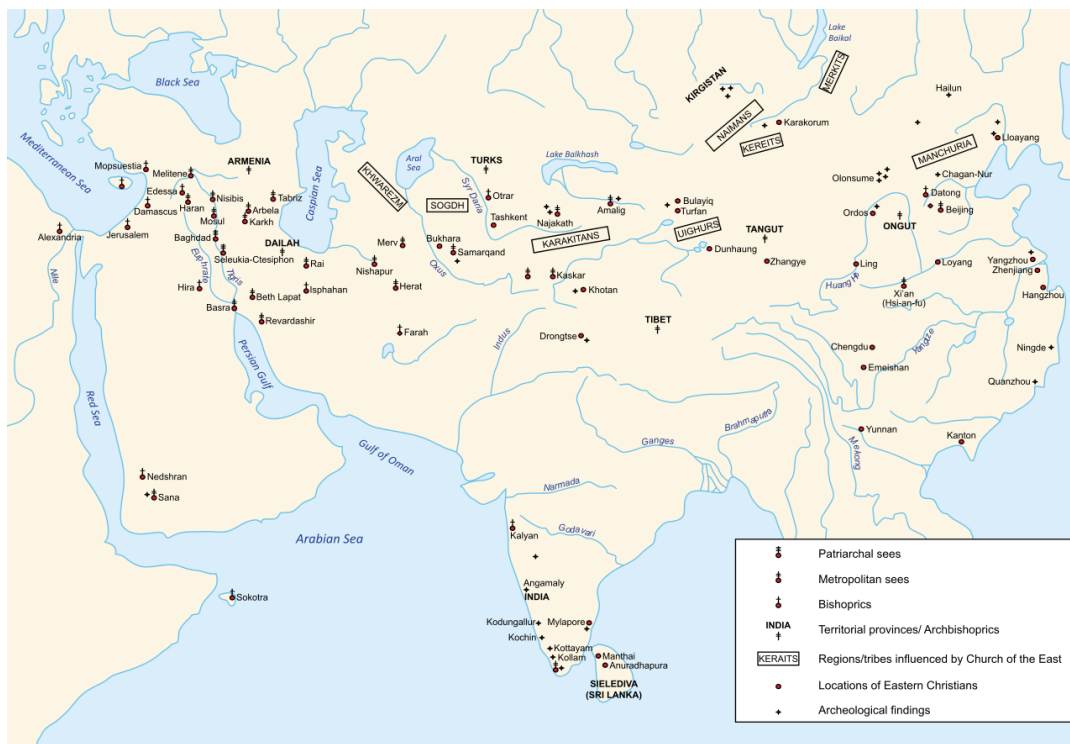 Lake
Baikal
Black Sea
MERKITS
KIRGISTAN
Hailun
NAIMANS
Karakorum
KEREITS
Lloayang
MANCHURIA
Mediterranean Sea
Mopsuestia
Melitene
ARMENIA
Caspian Sea
Aral
Sea
KHWAREZM
TURKS
Lake Balkhash
Syr Daria
Olonsume
Chagan-Nur
Edessa
Haran
Nisibis
Tabriz
Otrar
SOGDH
Amalig
Bulayiq
Turfan
Datong
Damascus
Mosul
Arbela
Karkh
Tashkent
Najakath
UIGHURS
Ordos
Beijing
Alexandria
Jerusalem
Baghdad
DAILAH
Merv
Bukhara
Samarqand
KARAKITANS
TANGUT
ONGUT
Seleukia-Ctesiphon
Dunhaung
Zhangye
Ling
Loyang
Yangzhou
Zhenjiang
Nile
Euphrate
Tigris
Rai
Nishapur
Oxus
Kaskar
Huang Hi
Hira
Beth Lapat
Isphahan
Herat
Khotan
Xi'an
(Hsi-an-fu)
Hangzhou
Basra
Revardashir
Farah
Indus
Drongtse
TIBET
Chengdu
Yangze
Ningde
Persian Gulf
Emeishan
Quanzhou
Red Sea
Brahmaputra
Yunnan
Kanton
Gulf of Oman
Ganges
Mekong
Nedshran
Sana
Narmada
Godavari
Kalyan
Arabian Sea
Angamaly
INDIA
Sokotra
Kodungallur
Mylapore
Kochin
Kottayam
Kollam
Manthai
Anuradhapura
SIELEDIVA
(SRI LANKA)
Patriarchal sees
Metropolitan sees
Bishoprics
INDIA
Territorial provinces/ Archbishoprics
KERAITS
Regions/tribes influenced by Church of the East
Locations of Eastern Christians
Archeological findings